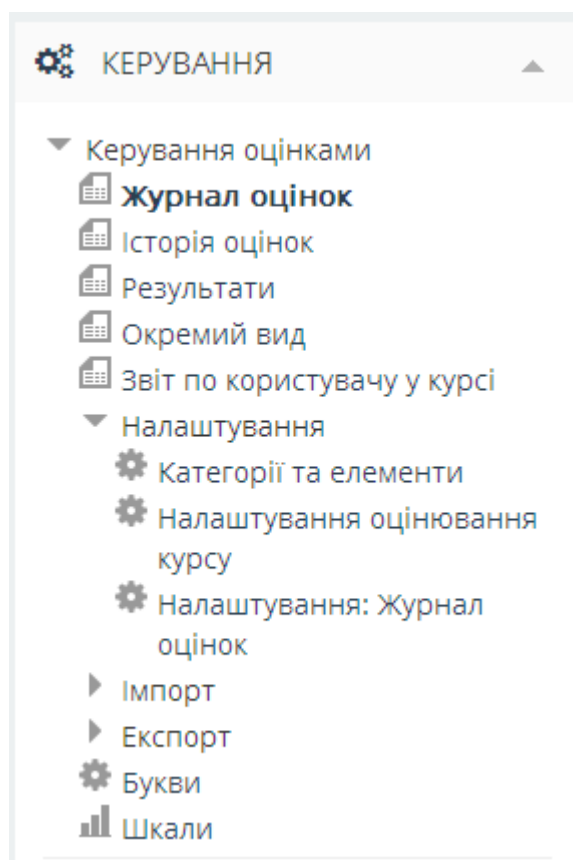 КЕРУВАННЯ
Керування оцінками
Журнал оцінок
Історія оцінок
Результати
Окремий вид
Звіт по користувачу у курсі
Налаштування
Категорії та елементи
Налаштування оцінювання
курсу
Налаштування: Журнал
оцінок
Імпорт
Експорт
Букви
Шкали